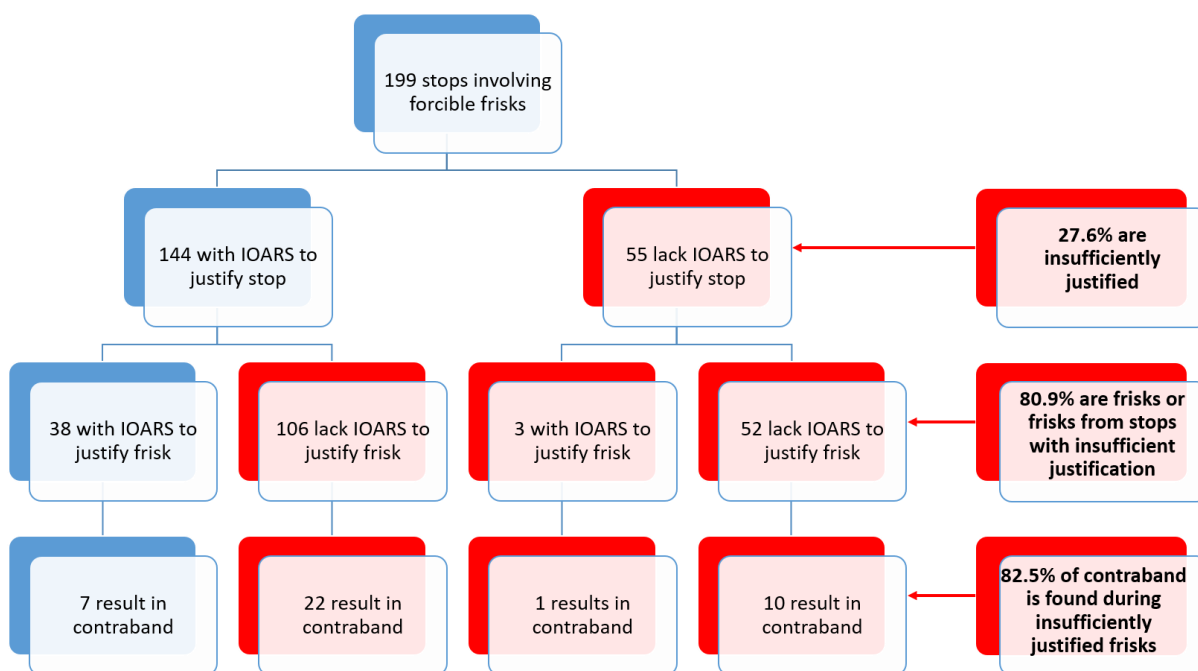 199 stops involving
forcible frisks
144 with IOARS to
justify stop
55 lack IOARS to
justify stop
27.6% are
insufficiently
justified
38 with IOARS to
justify frisk
106 lack IOARS to
justify frisk
3 with IOARS to
justify frisk
52 lack IOARS to
justify frisk
80.9% are frisks or
frisks from stops
with insufficient
justification
7 result in
contraband
22 result in
contraband
1 results in
contraband
10 result in
contraband
82.5% of contraband
is found during
insufficiently
justified frisks